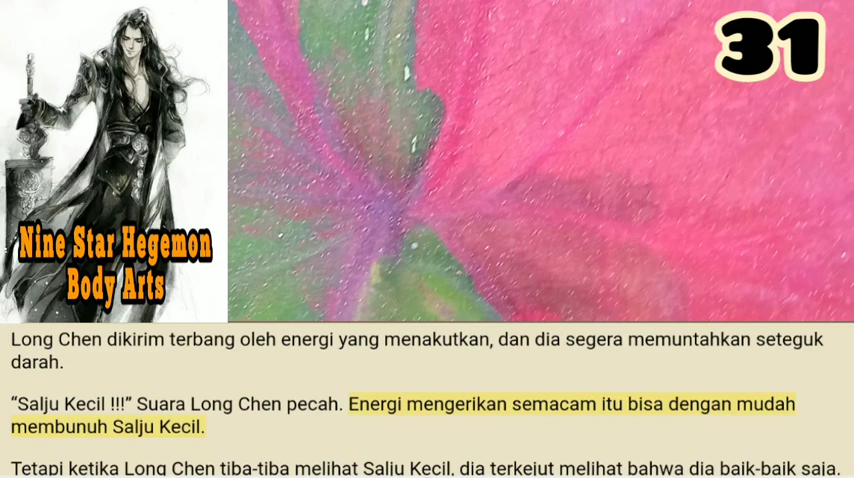 31
Nine Star Hegemon
Body Arts
Long Chen dikirim terbang oleh energi yang menakutkan, dan dia segera memuntahkan seteguk
darah.
“Salju Kecil !!!” Suara Long Chen pecah. Energi mengerikan semacam itu bisa dengan mudah
membunuh Salju Kecil.
Tetapi ketika Long Chen tiba-tiba melihat Salju Kecil, dia terkejut melihat bahwa dia baik-baik saja.